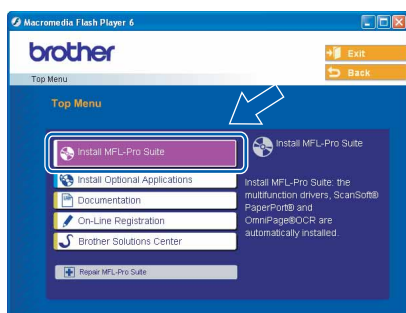 Macromedia Flash Player 6
brother
Exit
Back
Top Menu
Top Menu
Install MFL-Pro Suite
Install Optional Applications
Documentation
On-Line Registration
Brother Solutions Center
Repair MFL-Pro Suite
Install MFL-Pro Suite
Install MFL-Pro Suite: the
multifunction drivers, ScanSoft®
PaperPort® and
OmniPage®OCR are
automatically installed.